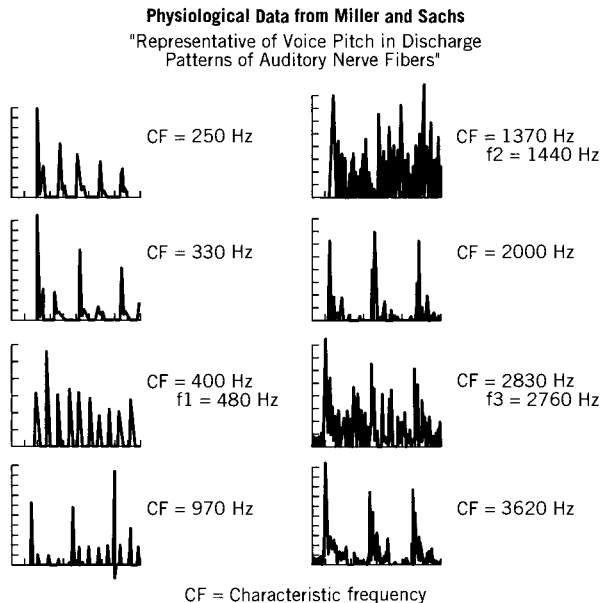 Physiological Data from Miller and Sachs
"Representative of Voice Pitch in Discharge
Patterns of Auditory Nerve Fibers"
CF = 250 Hz
CF = 330 Hz
CF = 400 Hz
f1 = 480 Hz
CF = 970 Hz
CF = 1370 Hz
f2 = 1440 Hz
CF = 2000 Hz
CF = 2830 Hz
f3 = 2760 Hz
CF = 3620 Hz
CF = Characteristic frequency